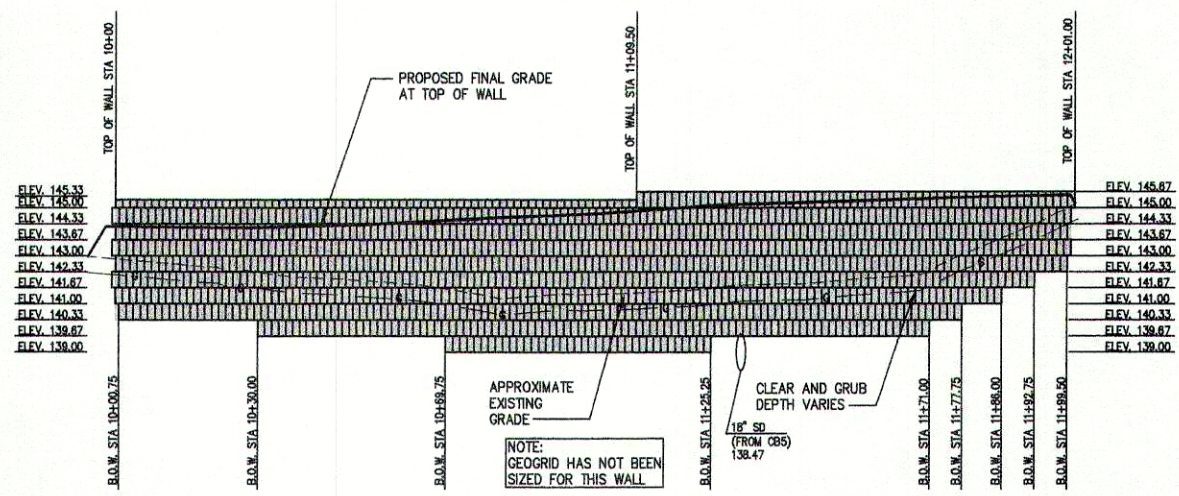 TOP OF WALL STA 10+00
TOP OF WALL STA 11+09.50
TOP OF WALL STA 12+01.00
PROPOSED FINAL GRADE
AT TOP OF WALL
ELEV. 145.33
ELEV. 145.00
ELEV. 144.33
ELEV. 143.67
ELEV. 143.00
ELEV. 142.33
ELEV. 141.67
ELEV. 141.00
ELEV. 140.33
ELEV. 139.67
ELEV. 139.00
ELEV. 145.67
ELEV. 145.00
ELEV. 144.33
ELEV. 143.67
ELEV. 143.00
ELEV. 142.33
ELEV. 141.67
ELEV. 141.00
ELEV. 140.33
ELEV. 139.67
ELEV. 139.00
G
G
G
G
G
B.O.W. STA 10+00.75
B.O.W. STA 10+30.00
B.O.W. STA 10+69.75
APPROXIMATE
EXISTING
GRADE
NOTE:
GEOGRID HAS NOT BEEN
SIZED FOR THIS WALL
B.O.W. STA 11+25.25
18" SD
(FROM CB5)
138.47
CLEAR AND GRUB
DEPTH VARIES
B.O.W. STA 11+71.00
B.O.W. STA 11+77.75
B.O.W. STA 11+86.00
B.O.W. STA 11+92.75
B.O.W. STA 11+99.50